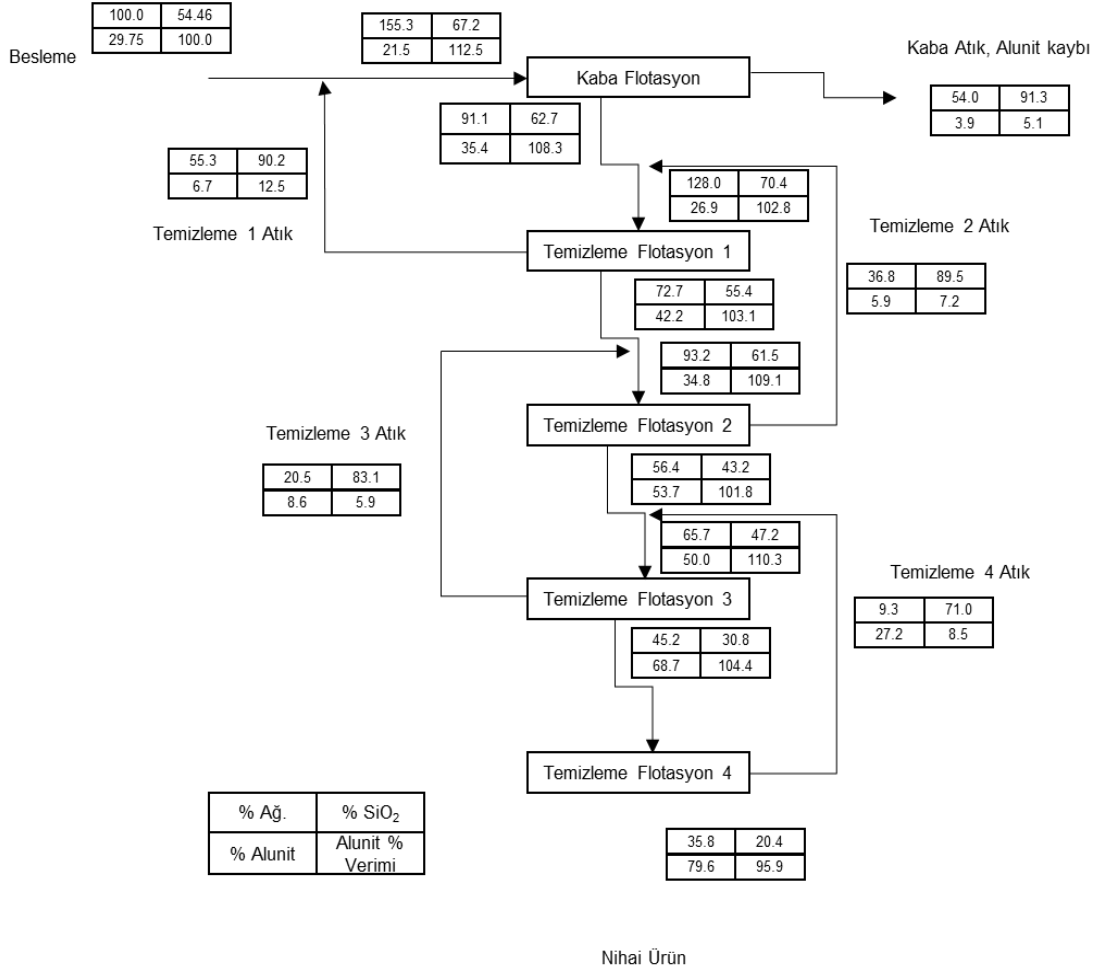 100.0 54.46
29.75 100.0
Besleme
155.3 67.2
21.5 112.5
Kaba Flotasyon
Kaba Atık, Alunit kaybı
54.0 91.3
3.9 5.1
91.1 62.7
35.4 108.3
55.3 90.2
6.7 12.5
Temizleme 1 Atık
128.0 70.4
26.9 102.8
Temizleme 2 Atık
36.8 89.5
5.9 7.2
Temizleme Flotasyon 1
72.7 55.4
42.2 103.1
93.2 61.5
34.8 109.1
Temizleme Flotasyon 2
Temizleme 3 Atık
20.5 83.1
8.6 5.9
56.4 43.2
53.7 101.8
65.7 47.2
50.0 110.3
Temizleme 4 Atık
9.3 71.0
27.2 8.5
Temizleme Flotasyon 3
45.2 30.8
68.7 104.4
Temizleme Flotasyon 4
% Ağ. % SiO₂
% Alunit Alunit %
Verimi
35.8 20.4
79.6 95.9
Nihai Ürün